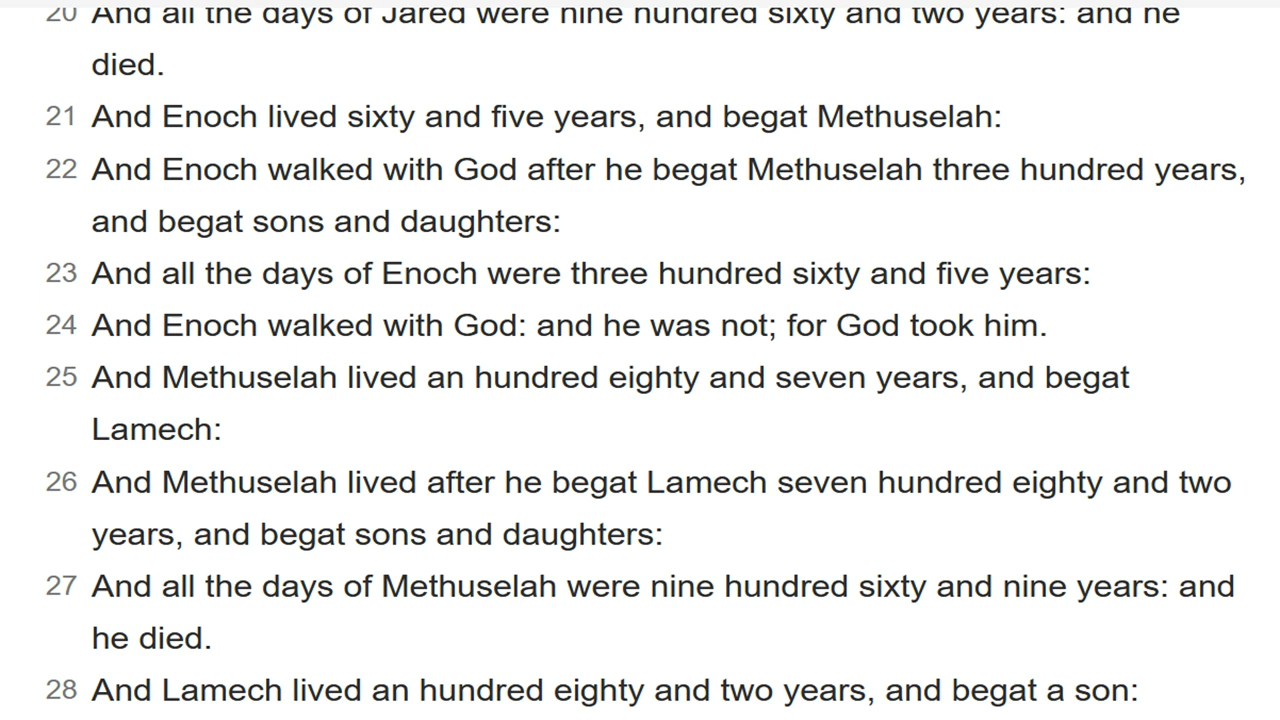 20 And all the days of Jared were nine hundred sixty and two years: and he
died.
21 And Enoch lived sixty and five years, and begat Methuselah:
22 And Enoch walked with God after he begat Methuselah three hundred years,
and begat sons and daughters:
23 And all the days of Enoch were three hundred sixty and five years:
24 And Enoch walked with God: and he was not; for God took him.
25 And Methuselah lived an hundred eighty and seven years, and begat
Lamech:
26 And Methuselah lived after he begat Lamech seven hundred eighty and two
years, and begat sons and daughters:
27 And all the days of Methuselah were nine hundred sixty and nine years: and
he died.
28 And Lamech lived an hundred eighty and two years, and begat a son: